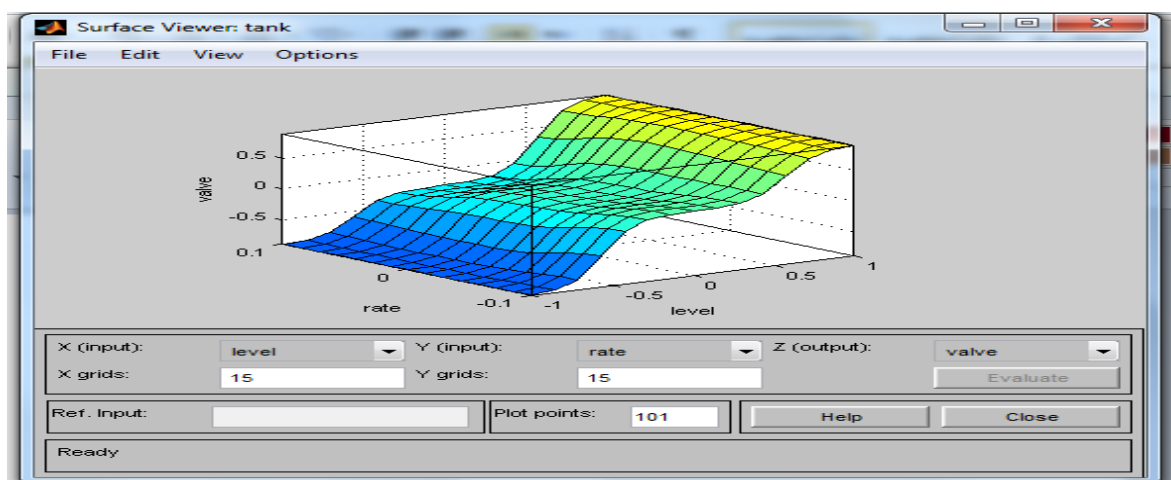 Surface Viewer: tank
File Edit View Options
0.5
0
-0.5
valve
0.1
0
-0.1
rate
-1
-0.5
0
0.5
1
level
X (input): level Y (input): rate Z (output): valve
X grids: 15 Y grids: 15 Evaluate
Ref. Input: Plot points: 101 Help Close
Ready